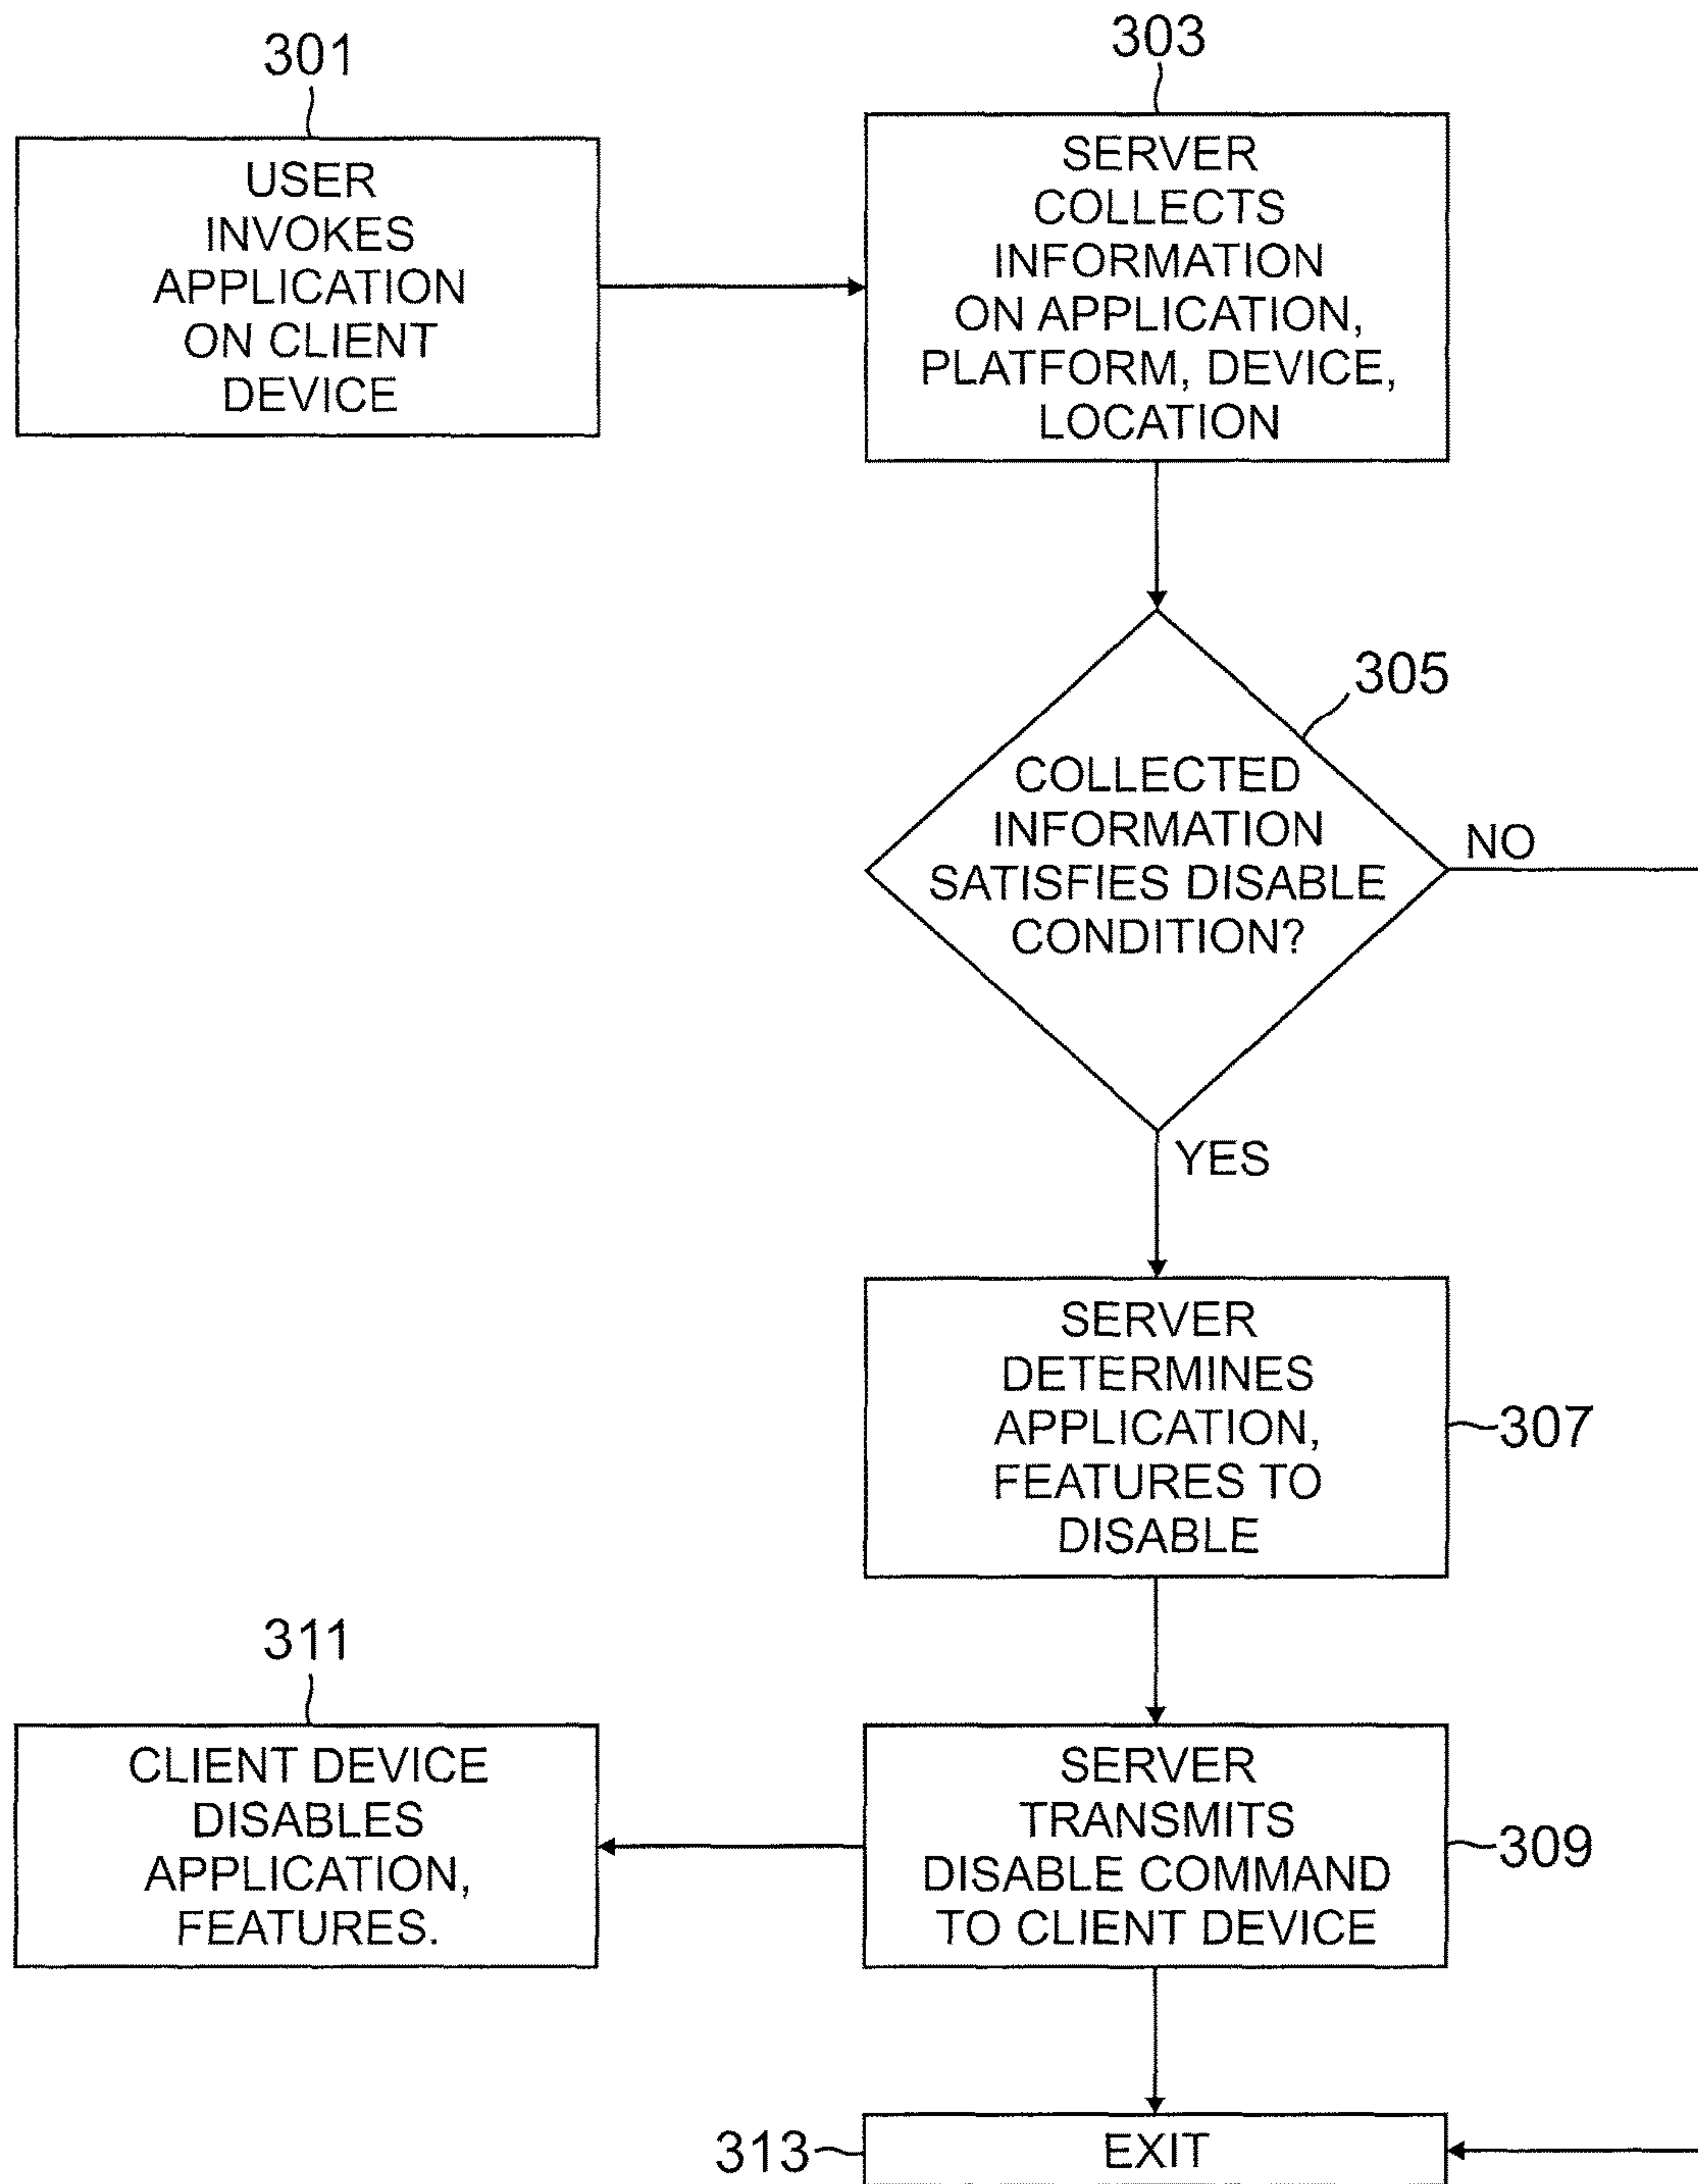 301
USER
INVOKES
APPLICATION
ON CLIENT
DEVICE
303
SERVER
COLLECTS
INFORMATION
ON APPLICATION,
PLATFORM, DEVICE,
LOCATION
305
COLLECTED
INFORMATION
SATISFIES DISABLE
CONDITION?
NO
YES
SERVER
DETERMINES
APPLICATION,
FEATURES TO
DISABLE
307
311
CLIENT DEVICE
DISABLES
APPLICATION,
FEATURES.
SERVER
TRANSMITS
DISABLE COMMAND
TO CLIENT DEVICE
309
313
EXIT